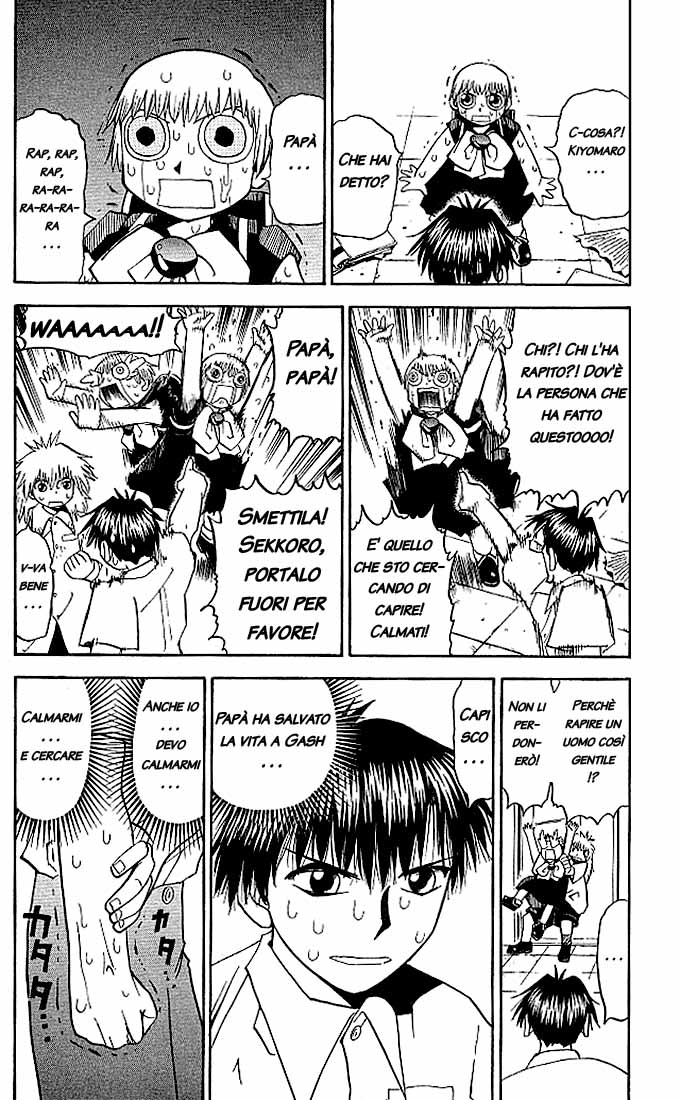 C-COSA?!
KIYOMARO
...
CHE HAI
DETTO?
PAPÀ
...
RAP, RAP,
RAP,
RA-RA-
RA-RA-RA-
RA
...
CHI?! CHI L'HA
RAPITO?! DOV'È
LA PERSONA CHE
HA FATTO
QUESTOOOO!
E' QUELLO
CHE STO CER-
CANDO DI
CAPIRE!
CALMATI!
PAPÀ,
PAPÀ!
WAAAAAAA!!
SMETTILA!
SEKKORO,
PORTALO
FUORI PER
FAVORE!
V-VA
BENE
...
PERCHÈ
RAPIRE UN
UOMO COSÌ
GENTILE
!?
NON LI
PER-
DON-
ERÒ!
CAPI
SCO...
PAPÀ HA SALVATO
LA VITA A GASH
...
ANCHE IO
...
DEVO
CALMARMI
CALMARMI
...
E CERCARE
...
カタカタ...